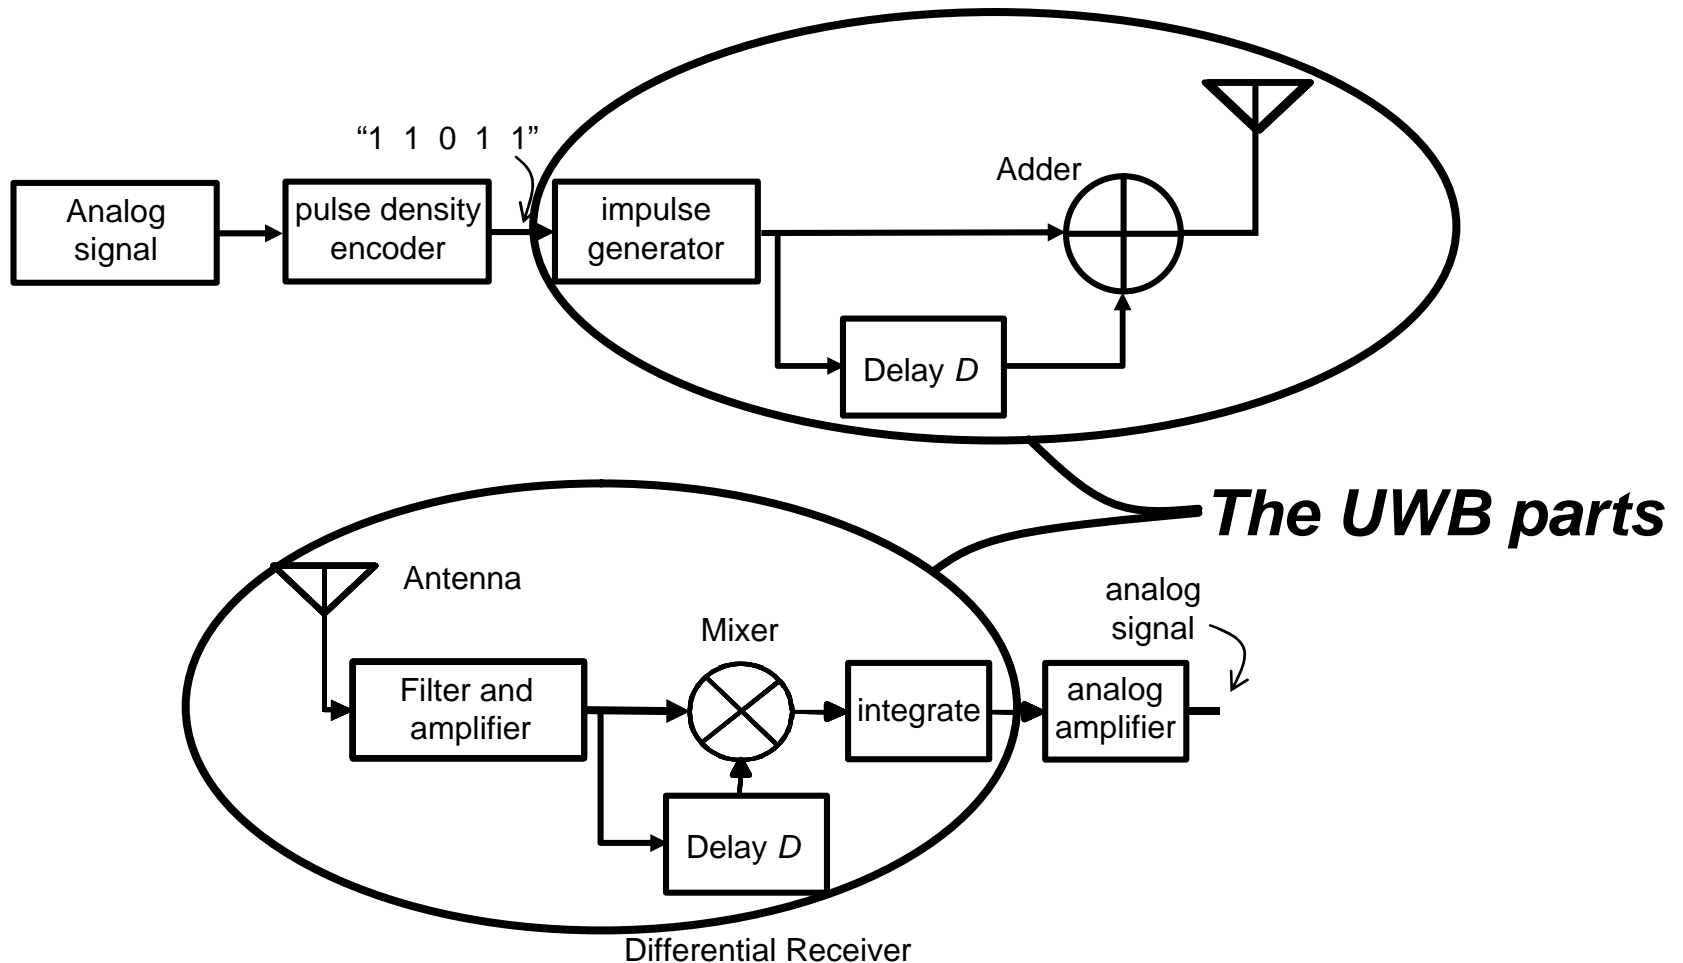 “1 1 0 1 1”
Analog
signal
pulse density
encoder
impulse
generator
Adder
Delay D
The UWB parts
Antenna
Filter and
amplifier
Mixer
Delay D
integrate
analog
amplifier
analog
signal
Differential Receiver